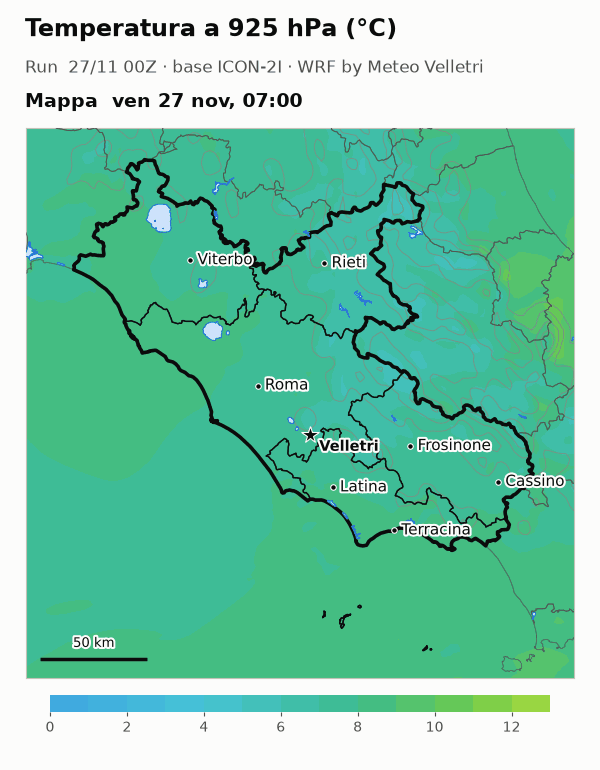 Temperatura a 925 hPa (°C)
Run  27/11 00Z · base ICON-2I · WRF by Meteo Velletri
Mappa  ven 27 nov, 07:00
Viterbo
Rieti
Roma
Velletri
Frosinone
Cassino
Latina
Terracina
50 km
0 2 4 6 8 10 12